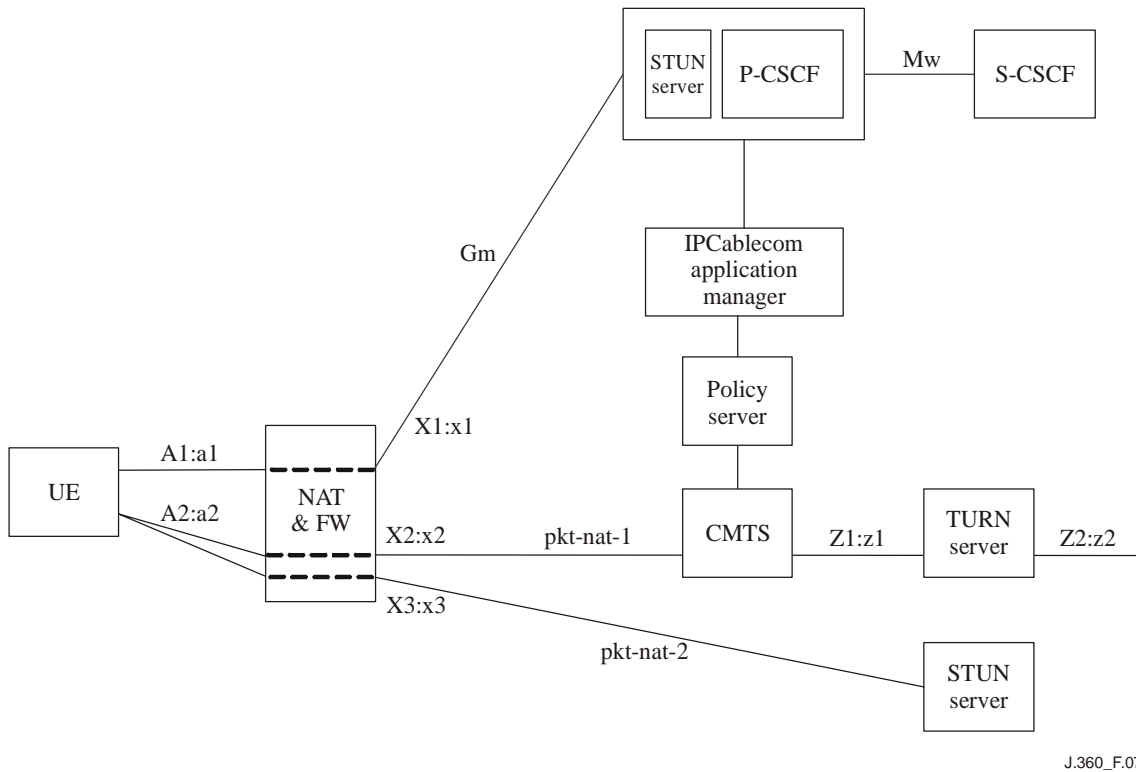 STUN
server
P-CSCF
Mw
S-CSCF
Gm
IPCablecom
application
manager
Policy
server
X1:x1
A1:a1
UE
A2:a2
NAT
& FW
X2:x2
pkt-nat-1
CMTS
Z1:z1
TURN
server
Z2:z2
X3:x3
pkt-nat-2
STUN
server